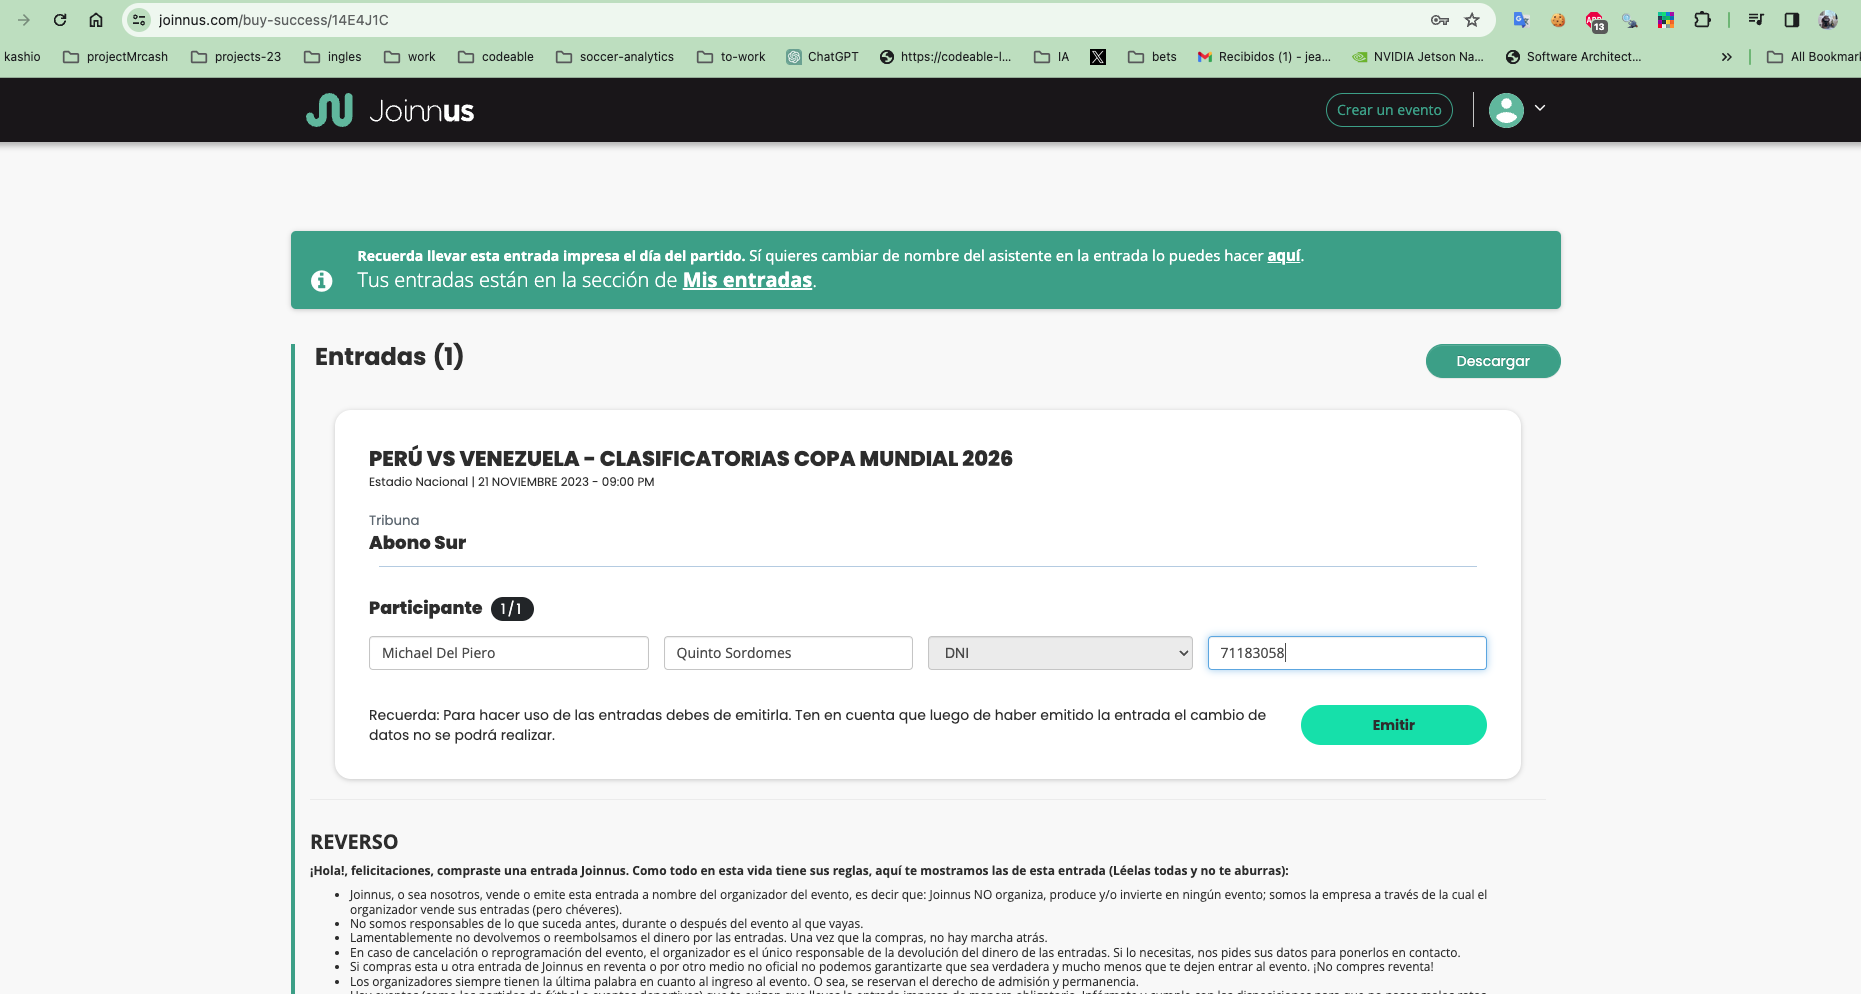 joinnus.com/buy-success/14E4J1C
13
kashio projectMrcash projects-23 ingles work codeable soccer-analytics to-work ChatGPT https://codeable-l... IA X bets Recibidos (1) - jea... NVIDIA Jetson Na... Software Architect... » All Bookmar
Joinnus Crear un evento
Recuerda llevar esta entrada impresa el día del partido. Sí quieres cambiar de nombre del asistente en la entrada lo puedes hacer aquí.
Tus entradas están en la sección de Mis entradas.
Entradas (1)
Descargar
PERÚ VS VENEZUELA - CLASIFICATORIAS COPA MUNDIAL 2026
Estadio Nacional | 21 NOVIEMBRE 2023 - 09:00 PM
Tribuna
Abono Sur
Participante 1/1
Michael Del Piero Quinto Sordomes DNI 71183058
Recuerda: Para hacer uso de las entradas debes de emitirla. Ten en cuenta que luego de haber emitido la entrada el cambio de
datos no se podrá realizar.
Emitir
REVERSO
¡Hola!, felicitaciones, compraste una entrada Joinnus. Como todo en esta vida tiene sus reglas, aquí te mostramos las de esta entrada (Léelas todas y no te aburras):
• Joinnus, o sea nosotros, vende o emite esta entrada a nombre del organizador del evento, es decir que: Joinnus NO organiza, produce y/o invierte en ningún evento; somos la empresa a través de la cual el
organizador vende sus entradas (pero chéveres).
• No somos responsables de lo que suceda antes, durante o después del evento al que vayas.
• Lamentablemente no devolvemos o reembolsamos el dinero por las entradas. Una vez que la compras, no hay marcha atrás.
• En caso de cancelación o reprogramación del evento, el organizador es el único responsable de la devolución del dinero de las entradas. Si lo necesitas, nos pides sus datos para ponerlos en contacto.
• Si compras esta u otra entrada de Joinnus en reventa o por otro medio no oficial no podemos garantizarte que sea verdadera y mucho menos que te dejen entrar al evento. ¡No compres reventa!
• Los organizadores siempre tienen la última palabra en cuanto al ingreso al evento. O sea, se reservan el derecho de admisión y permanencia.